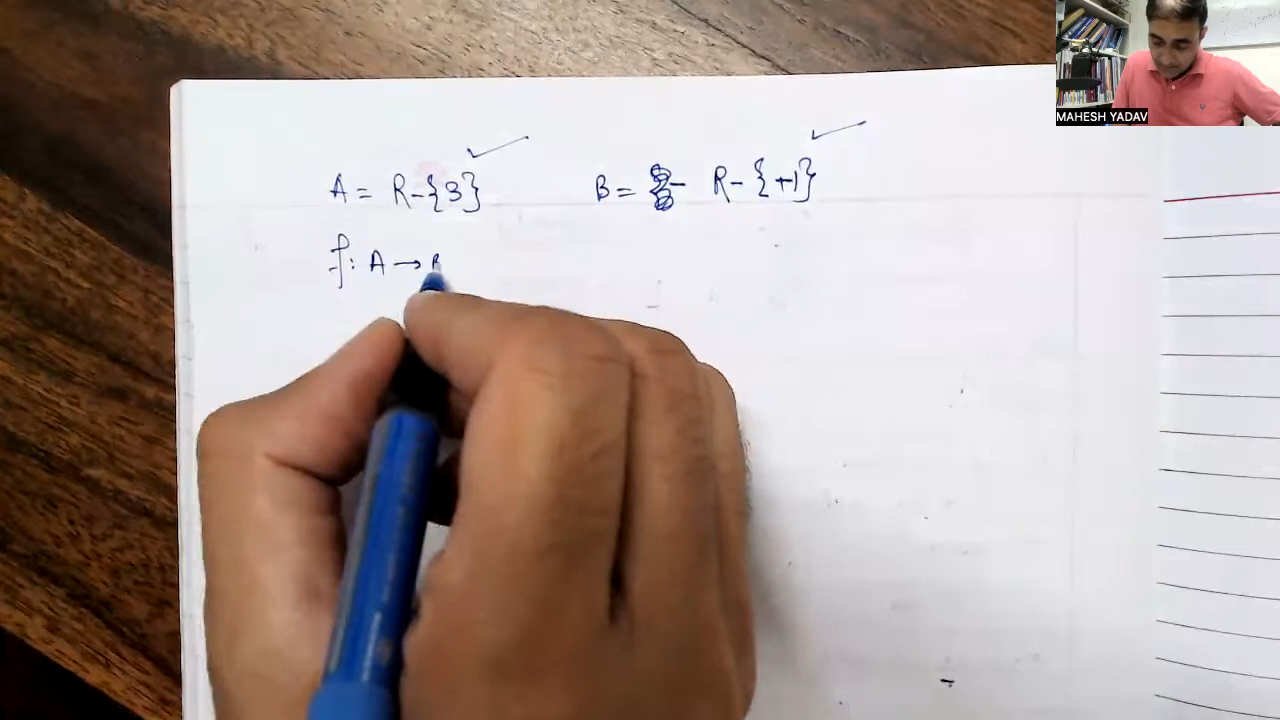 MAHESH YADAV
A = R-{3} B = R-{+1}
f: A → B